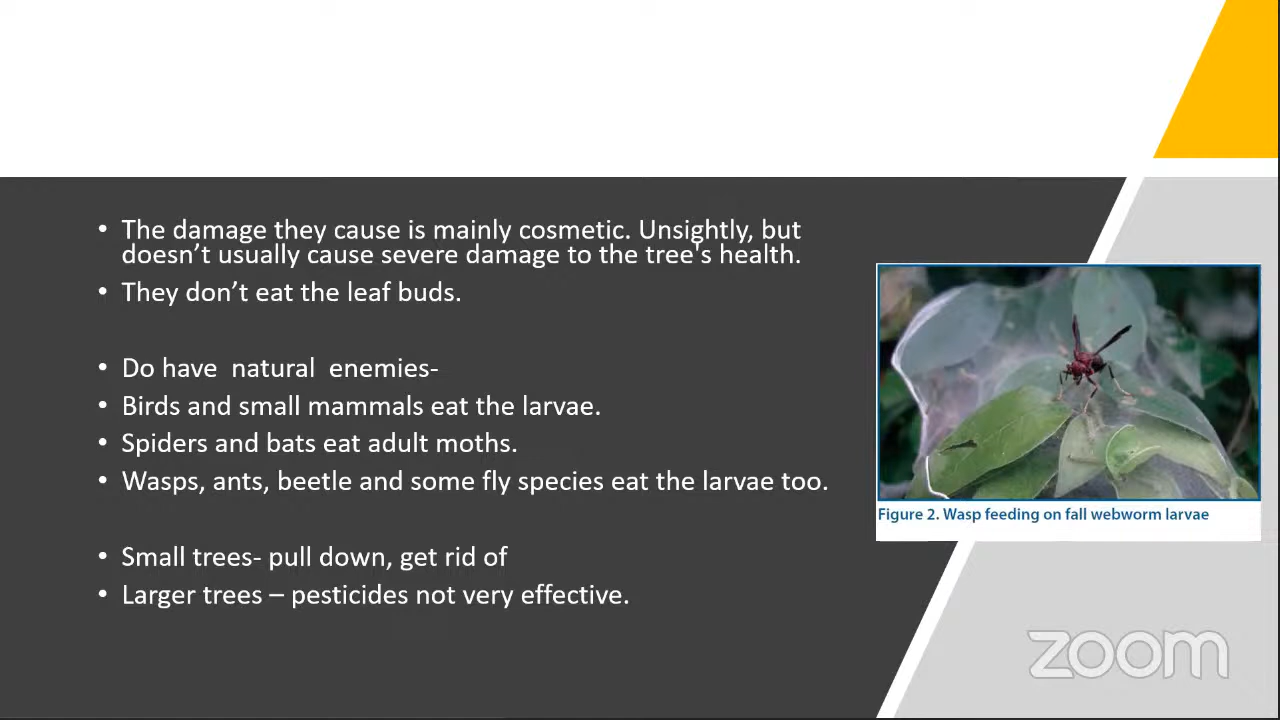 • The damage they cause is mainly cosmetic. Unsightly, but
doesn’t usually cause severe damage to the tree's health.
• They don’t eat the leaf buds.
• Do have natural enemies-
• Birds and small mammals eat the larvae.
• Spiders and bats eat adult moths.
• Wasps, ants, beetle and some fly species eat the larvae too.
• Small trees- pull down, get rid of
• Larger trees – pesticides not very effective.
Figure 2. Wasp feeding on fall webworm larvae
zoom